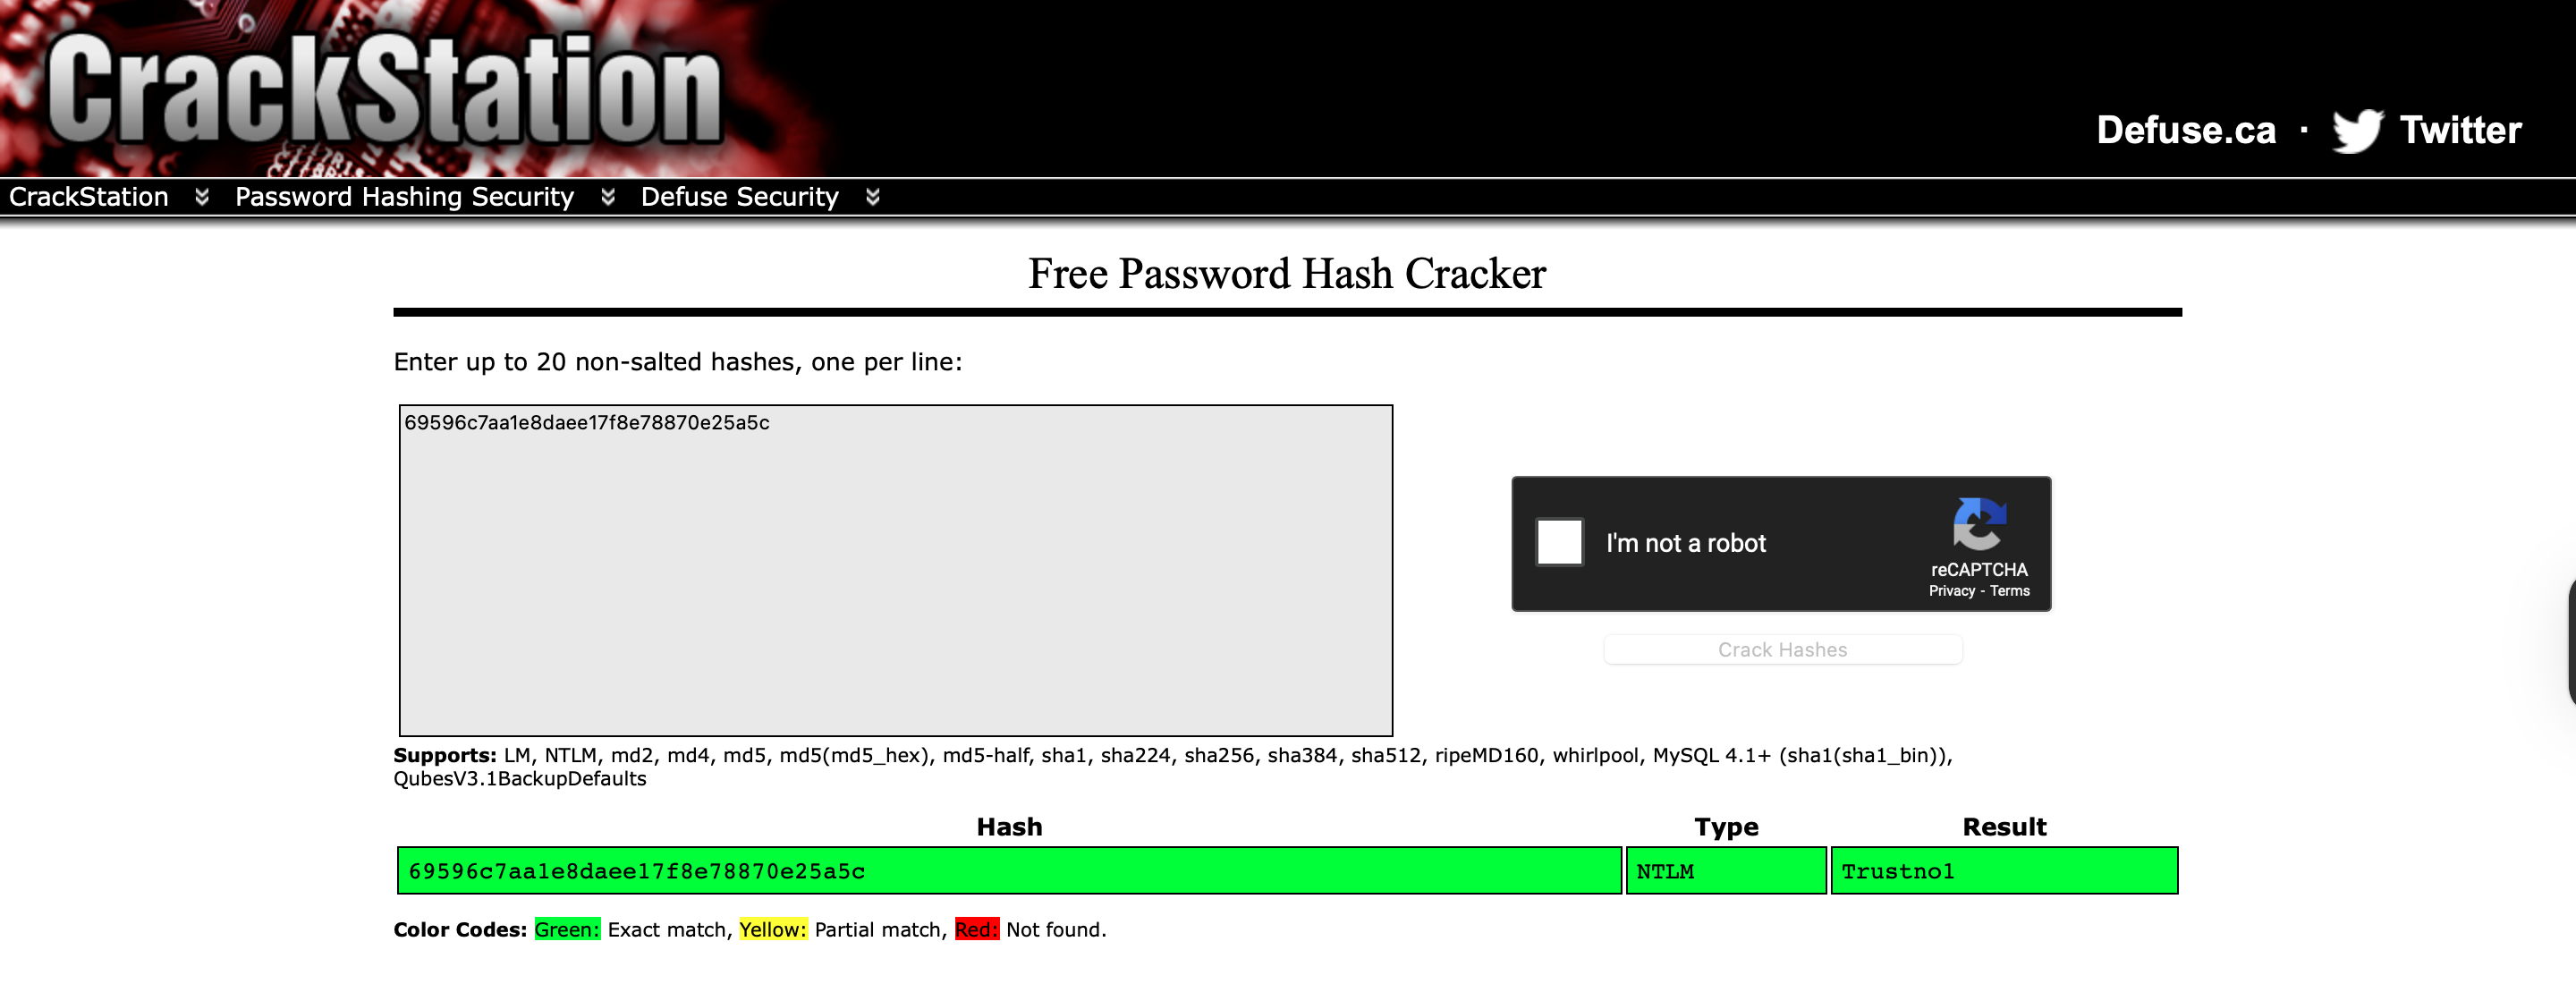 CrackStation
Defuse.ca · Twitter
CrackStation Password Hashing Security Defuse Security
Free Password Hash Cracker
Enter up to 20 non-salted hashes, one per line:
69596c7aa1e8daee17f8e78870e25a5c
I'm not a robot
reCAPTCHA
Privacy - Terms
Crack Hashes
Supports: LM, NTLM, md2, md4, md5, md5(md5_hex), md5-half, sha1, sha224, sha256, sha384, sha512, ripeMD160, whirlpool, MySQL 4.1+ (sha1(sha1_bin)),
QubesV3.1BackupDefaults
Hash Type Result
69596c7aa1e8daee17f8e78870e25a5c NTLM Trustno1
Color Codes: Green: Exact match, Yellow: Partial match, Red: Not found.